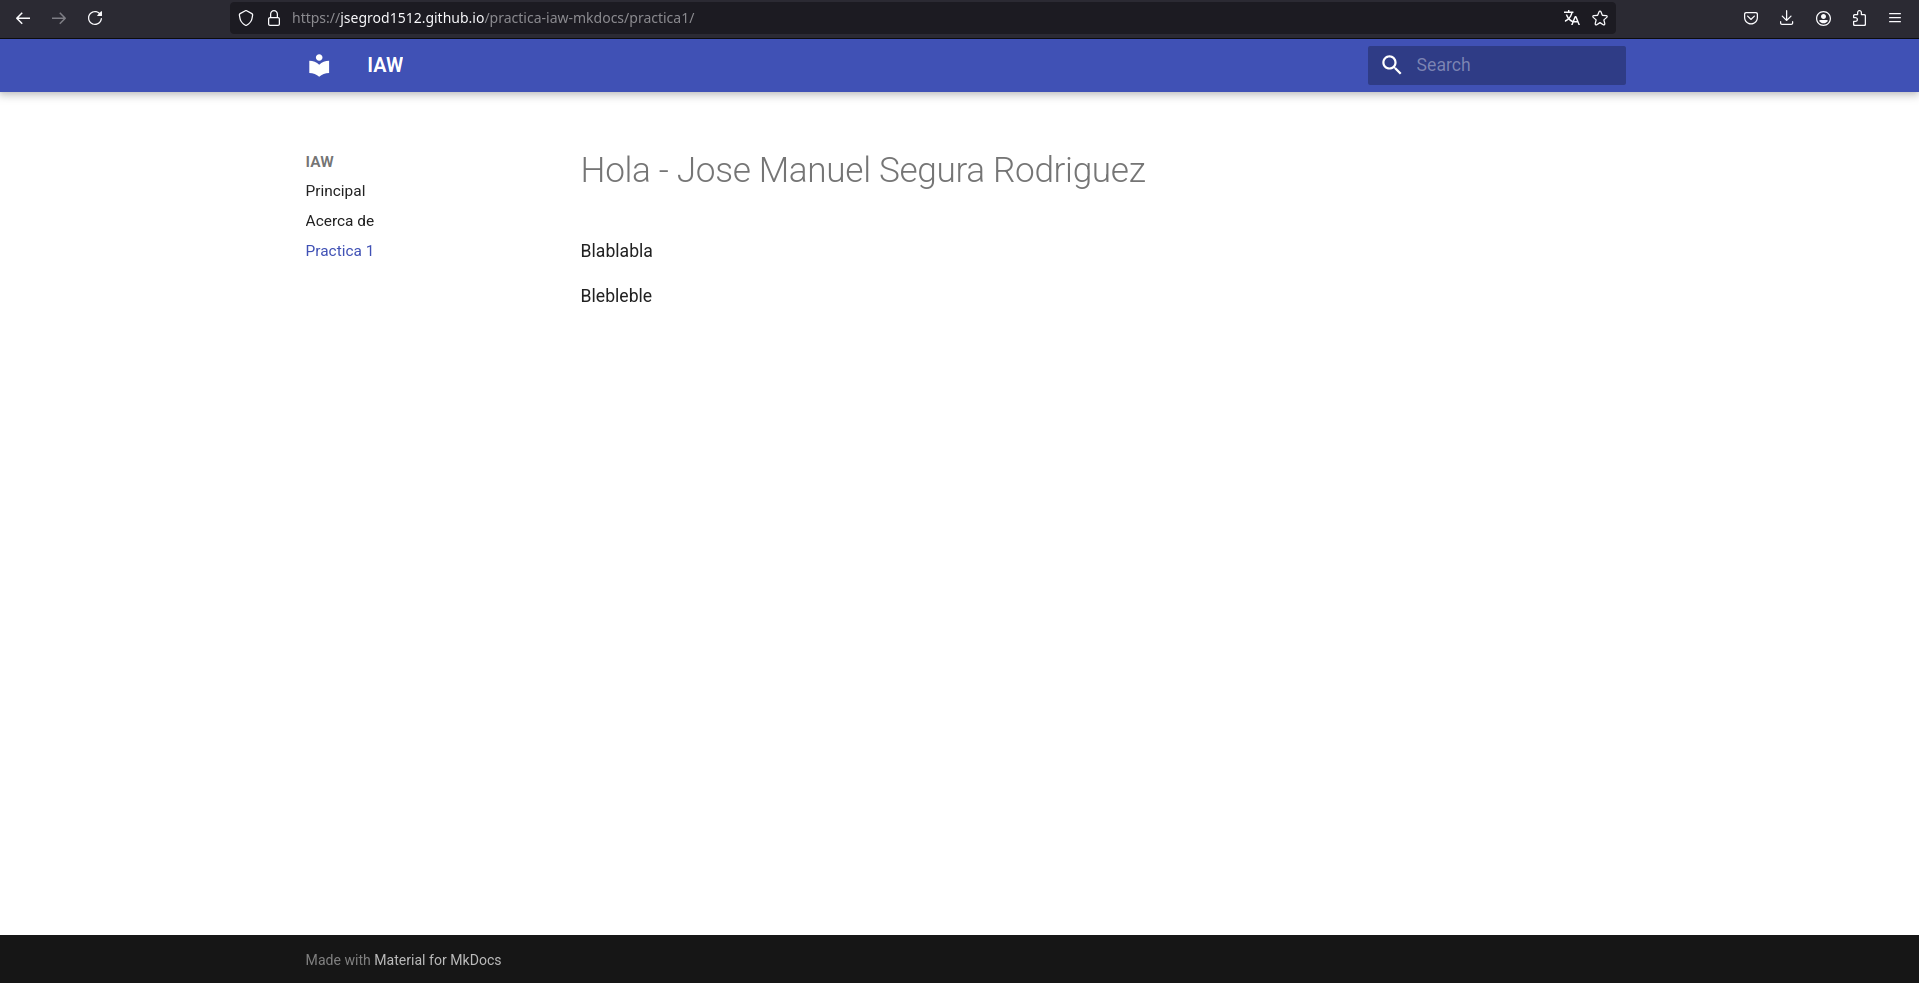 https://jsegrod1512.github.io/practica-iaw-mkdocs/practica1/
IAW
Search
IAW
Principal
Acerca de
Practica 1
Hola - Jose Manuel Segura Rodriguez
Blablabla
Blebleble
Made with Material for MkDocs